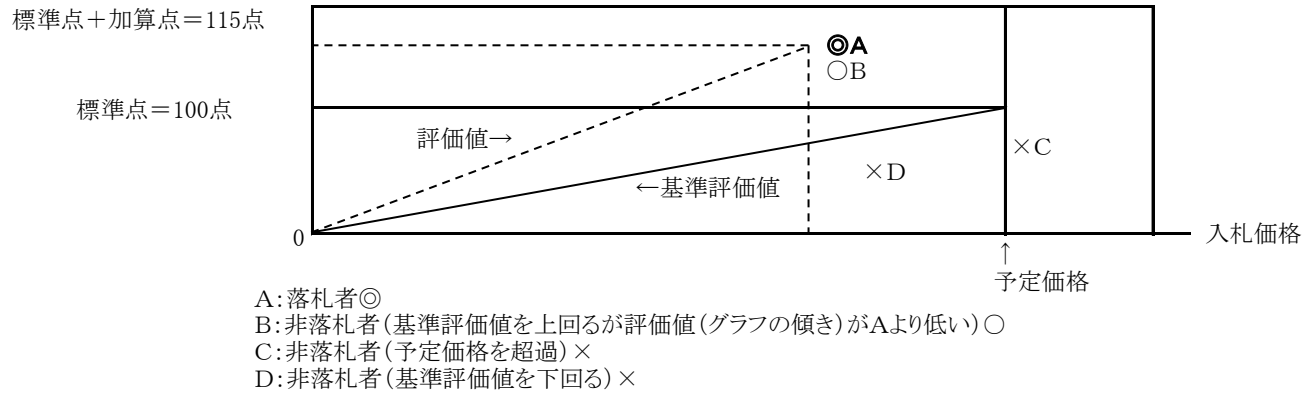 標準点+加算点=115点
◎A
○B
標準点=100点
評価値→
×C
×D
←基準評価値
0
入札価格
↑
予定価格
A:落札者◎
B:非落札者(基準評価値を上回るが評価値(グラフの傾き)がAより低い)○
C:非落札者(予定価格を超過)×
D:非落札者(基準評価値を下回る)×